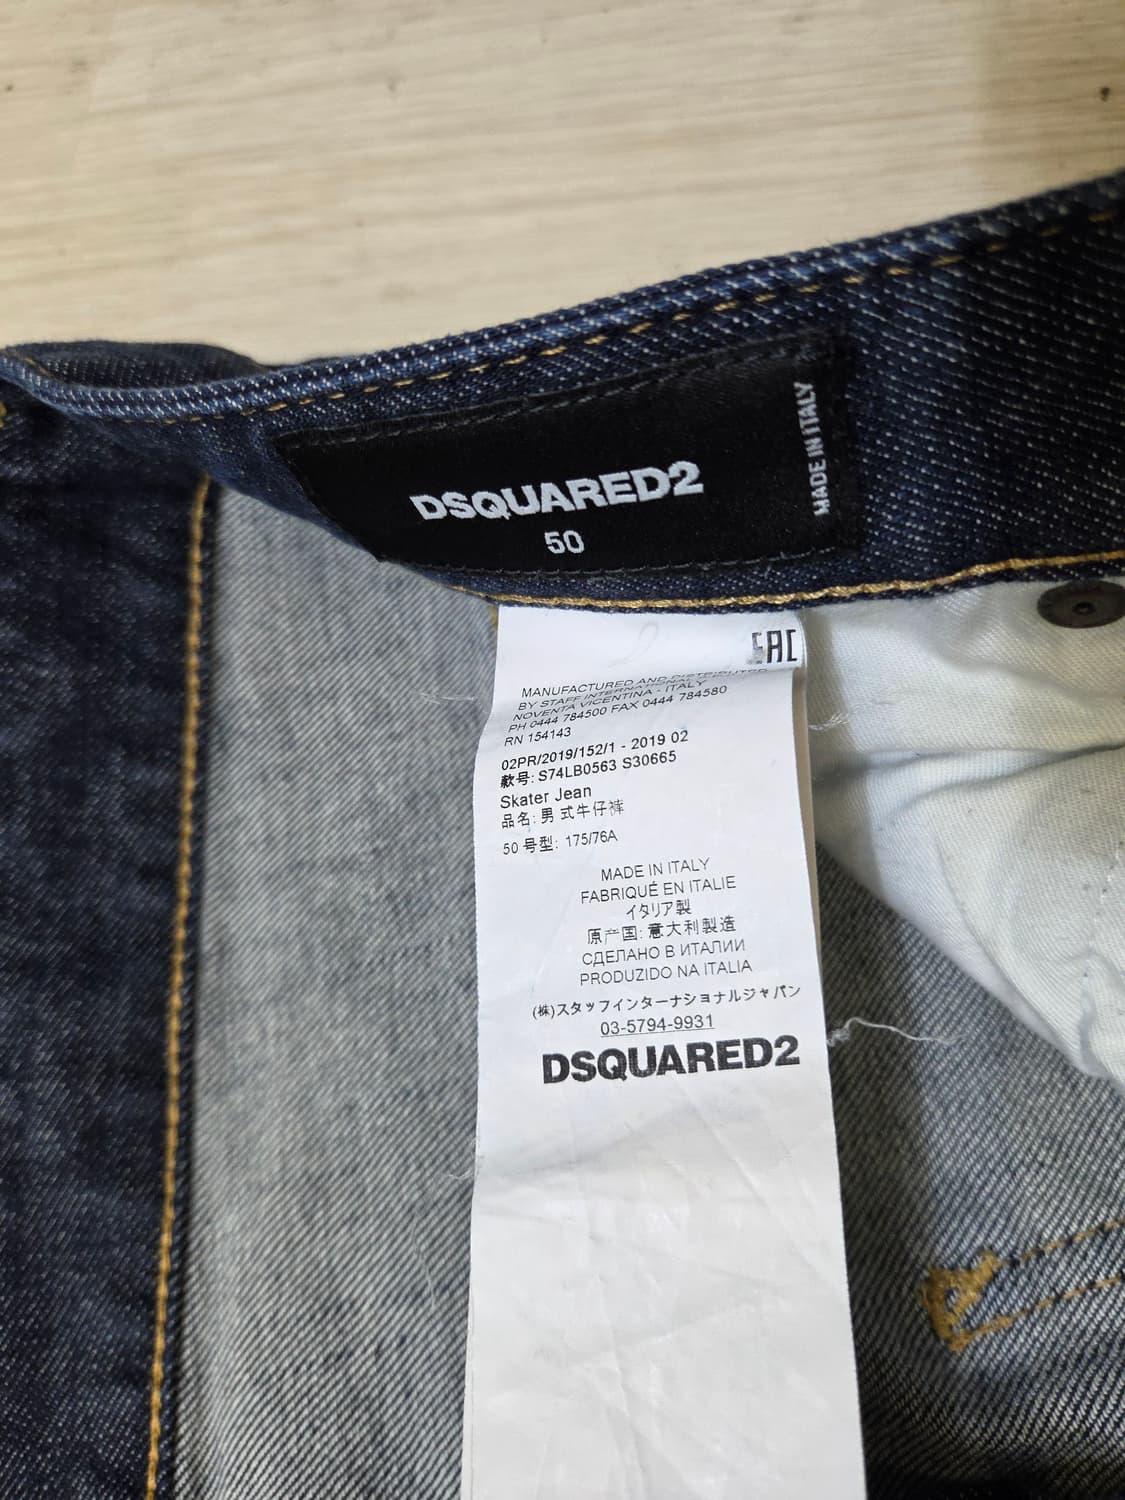 DSQUARED2
50
MADE IN ITALY
EAC
MANUFACTURED AND DISTRIBUTED
BY STAFF INTERNATIONAL
NOVENTA VICENTINA - ITALY
PH 0444 784500 FAX 0444 784580
RN 154143
02PR/2019/152/1 - 2019 02
款号: S74LB0563 S30665
Skater Jean
品名: 男 式牛仔裤
50 号型: 175/76A
MADE IN ITALY
FABRIQUÉ EN ITALIE
イタリア製
原产国: 意大利製造
СДЕЛАНО В ИТАЛИИ
PRODUZIDO NA ITALIA
(株)スタッフインターナショナルジャパン
03-5794-9931
DSQUARED2